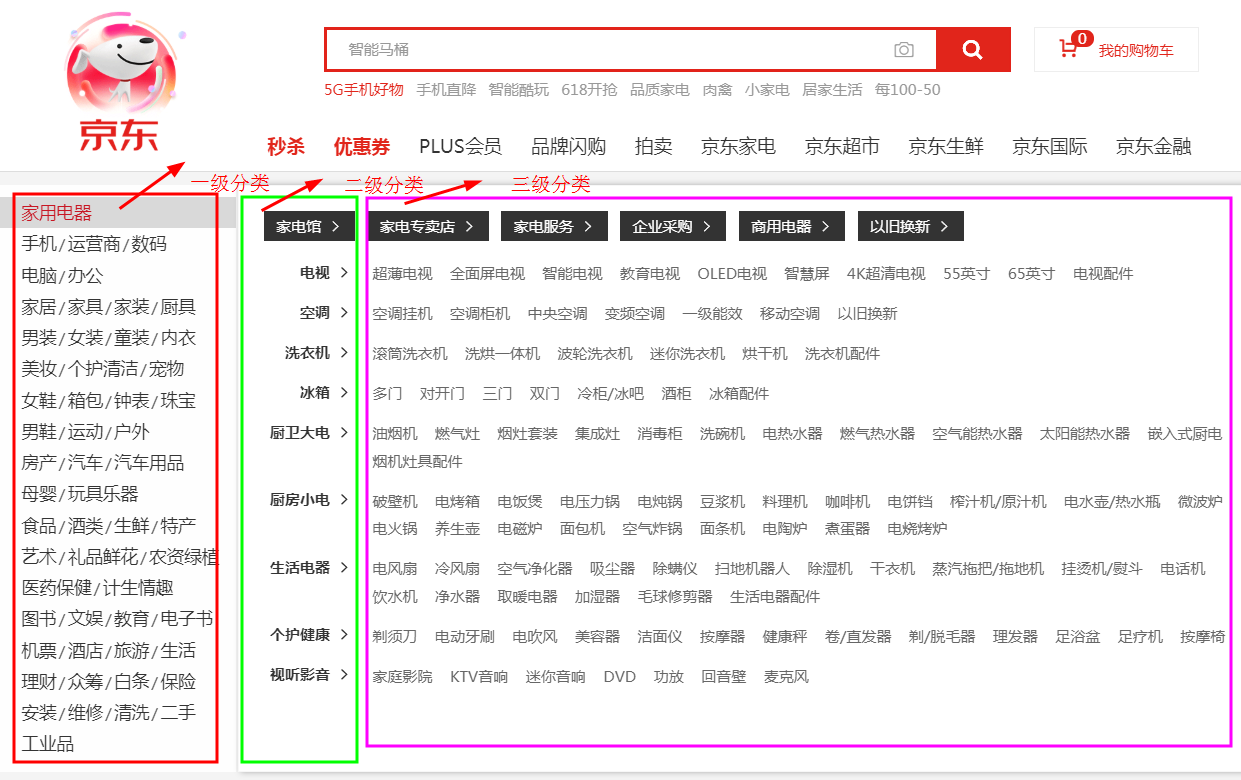 智能马桶
0 我的购物车
5G手机好物 手机直降 智能酷玩 618开抢 品质家电 肉禽 小家电 居家生活 每100-50
京东
秒杀 优惠券 PLUS会员 品牌闪购 拍卖 京东家电 京东超市 京东生鲜 京东国际 京东金融
一级分类 二级分类 三级分类
家用电器
手机/运营商/数码
电脑/办公
家居/家具/家装/厨具
男装/女装/童装/内衣
美妆/个护清洁/宠物
女鞋/箱包/钟表/珠宝
男鞋/运动/户外
房产/汽车/汽车用品
母婴/玩具乐器
食品/酒类/生鲜/特产
艺术/礼品鲜花/农资绿植
医药保健/计生情趣
图书/文娱/教育/电子书
机票/酒店/旅游/生活
理财/众筹/白条/保险
安装/维修/清洗/二手
工业品
家电馆 > 家电专卖店 > 家电服务 > 企业采购 > 商用电器 > 以旧换新 >
电视 > 超薄电视 全面屏电视 智能电视 教育电视 OLED电视 智慧屏 4K超清电视 55英寸 65英寸 电视配件
空调 > 空调挂机 空调柜机 中央空调 变频空调 一级能效 移动空调 以旧换新
洗衣机 > 滚筒洗衣机 洗烘一体机 波轮洗衣机 迷你洗衣机 烘干机 洗衣机配件
冰箱 > 多门 对开门 三门 双门 冷柜/冰吧 酒柜 冰箱配件
厨卫大电 > 油烟机 燃气灶 烟灶套装 集成灶 消毒柜 洗碗机 电热水器 燃气热水器 空气能热水器 太阳能热水器 嵌入式厨电
烟机灶具配件
厨房小电 > 破壁机 电烤箱 电饭煲 电压力锅 电炖锅 豆浆机 料理机 咖啡机 电饼铛 榨汁机/原汁机 电水壶/热水瓶 微波炉
电火锅 养生壶 电磁炉 面包机 空气炸锅 面条机 电陶炉 煮蛋器 电烧烤炉
生活电器 > 电风扇 冷风扇 空气净化器 吸尘器 除螨仪 扫地机器人 除湿机 干衣机 蒸汽拖把/拖地机 挂烫机/熨斗 电话机
饮水机 净水器 取暖电器 加湿器 毛球修剪器 生活电器配件
个护健康 > 剃须刀 电动牙刷 电吹风 美容器 洁面仪 按摩器 健康秤 卷/直发器 剃/脱毛器 理发器 足浴盆 足疗机 按摩椅
视听影音 > 家庭影院 KTV音响 迷你音响 DVD 功放 回音壁 麦克风